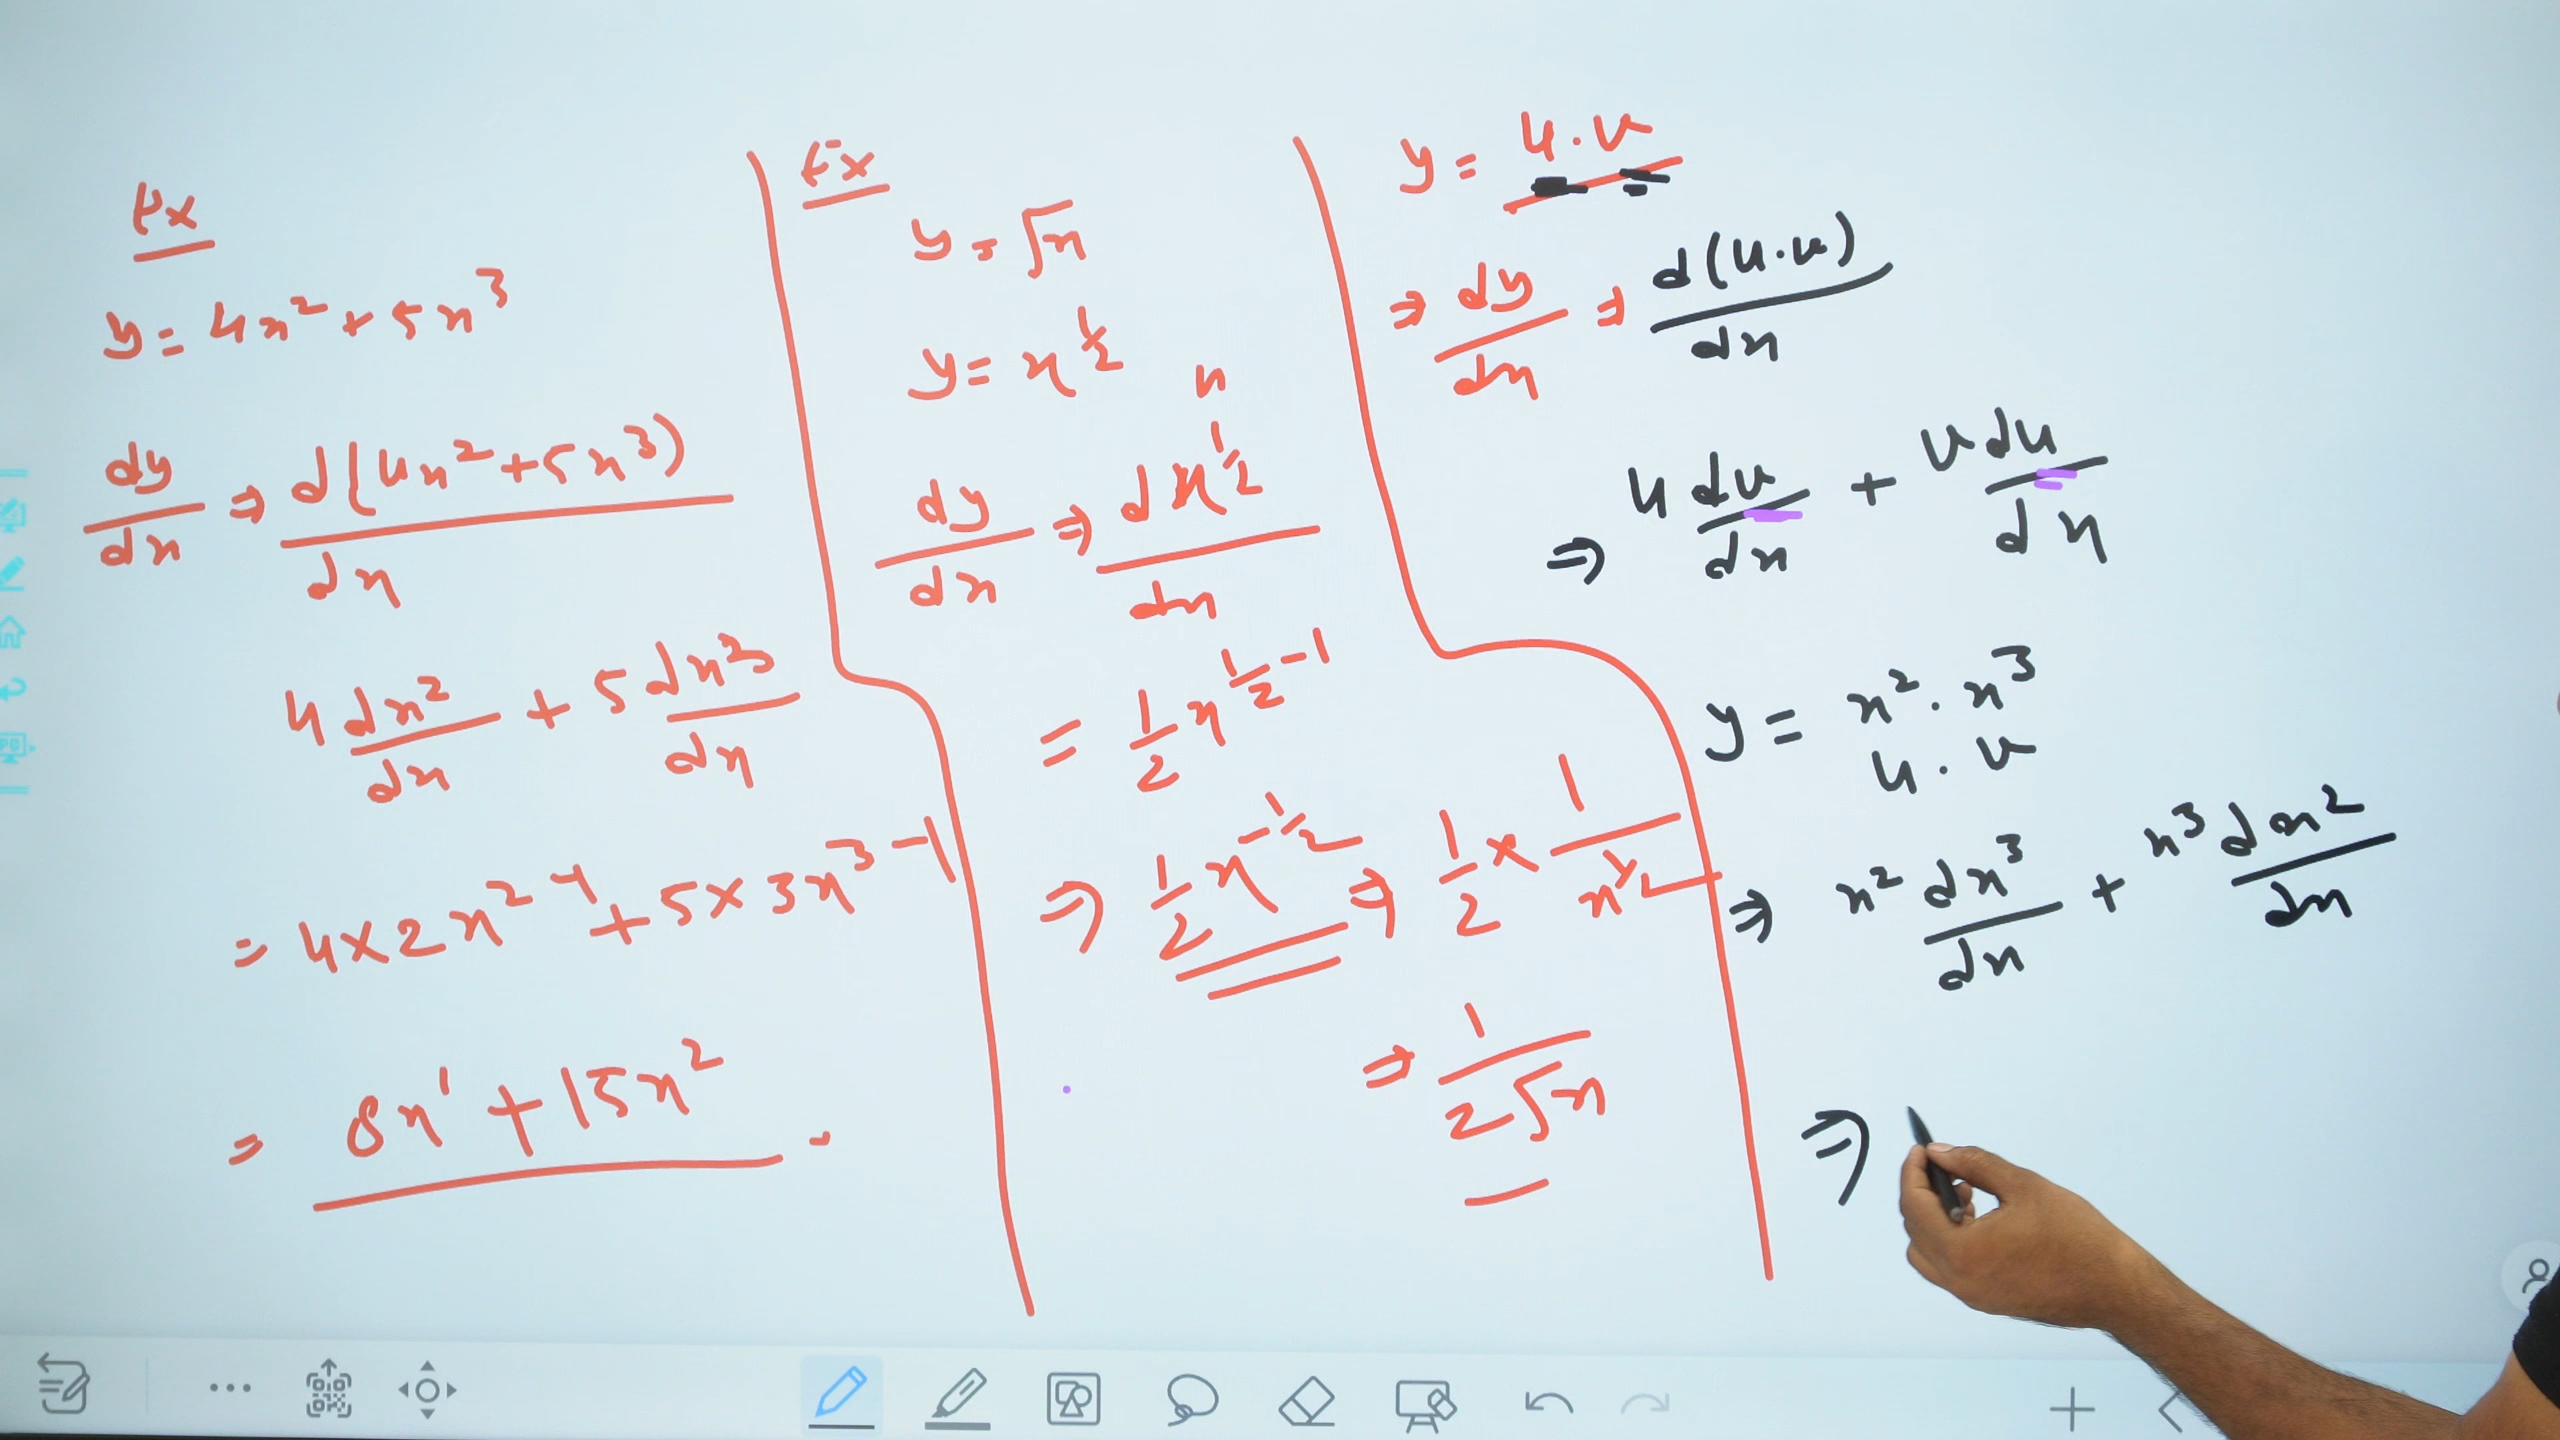 Ex
y = 4x² + 5x³
dy/dx ⇒ d(4x² + 5x³)/dx
4 dx²/dx + 5 dx³/dx
= 4×2x²⁻¹ + 5×3x³⁻¹
= 8x¹ + 15x²
Ex
y = √x
y = x^1/2
n
dy/dx ⇒ dx^1/2/dx
= 1/2 x^1/2-1
⇒ 1/2 x^-1/2 ⇒ 1/2 × 1/x^1/2
⇒ 1/2√x
y = u.v
⇒ dy/dx ⇒ d(u.v)/dx
⇒ u dv/dx + v du/dx
y = x² . x³
u . v
⇒ x² dx³/dx + x³ dx²/dx
⇒